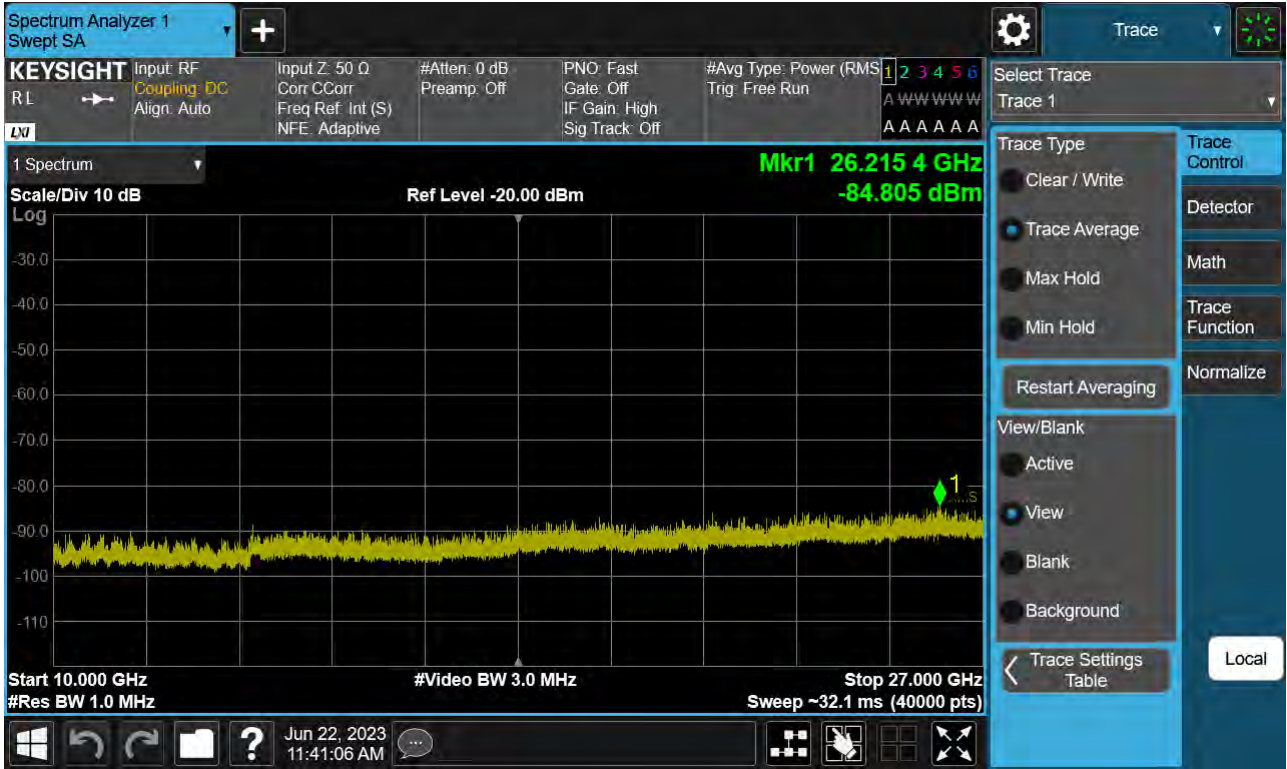 Spectrum Analyzer 1
Swept SA
Trace
KEYSIGHT
R L
LXI
Input: RF
Coupling: DC
Align: Auto
Input Z: 50 Ω
Corr CCorr
Freq Ref: Int (S)
NFE: Adaptive
#Atten: 0 dB
Preamp: Off
PNO: Fast
Gate: Off
IF Gain: High
Sig Track: Off
#Avg Type: Power (RMS
Trig: Free Run
1 2 3 4 5 6
A W W W W W
A A A A A A
Select Trace
Trace 1
1 Spectrum
Scale/Div 10 dB
Log
Ref Level -20.00 dBm
Mkr1 26.215 4 GHz
-84.805 dBm
-30.0
-40.0
-50.0
-60.0
-70.0
-80.0
-90.0
-100
-110
1
S
Start 10.000 GHz
#Res BW 1.0 MHz
#Video BW 3.0 MHz
Stop 27.000 GHz
Sweep ~32.1 ms (40000 pts)
Trace Type
Clear / Write
Trace Average
Max Hold
Min Hold
Restart Averaging
View/Blank
Active
View
Blank
Background
Trace Settings
Table
Trace
Control
Detector
Math
Trace
Function
Normalize
Local
?
Jun 22, 2023
11:41:06 AM